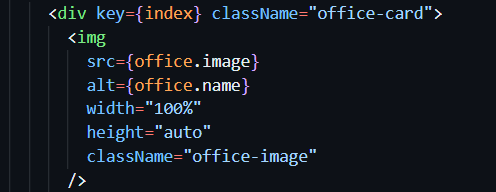 <div key={index} className="office-card">
<img
src={office.image}
alt={office.name}
width="100%"
height="auto"
className="office-image"
/>